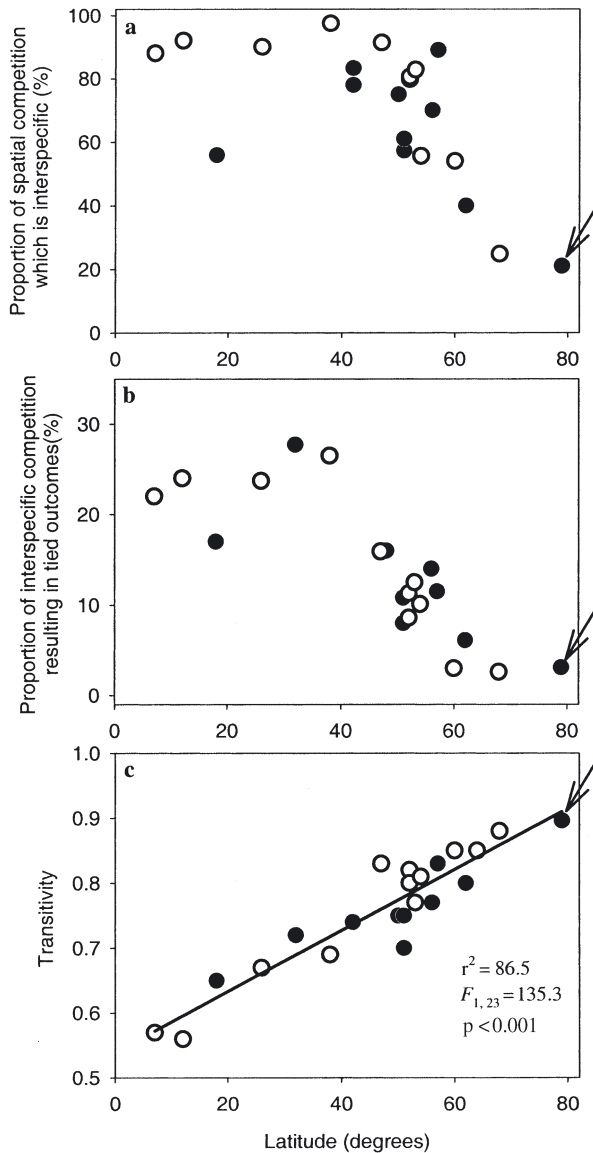 a
Proportion of spatial competition
which is interspecific (%)
100
80
60
40
20
0
0 20 40 60 80
b
Proportion of interspecific competition
resulting in tied outcomes(%)
30
20
10
0
0 20 40 60 80
c
Transitivity
1.0
0.9
0.8
0.7
0.6
0.5
r² = 86.5
F1, 23 = 135.3
p <0.001
0 20 40 60 80
Latitude (degrees)